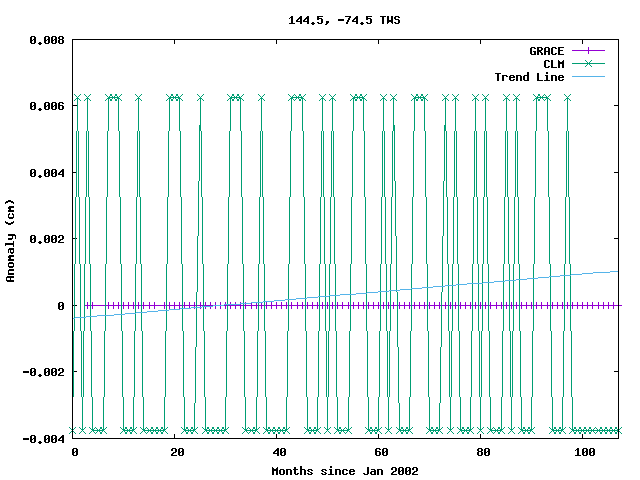 144.5, -74.5 TWS
GRACE
CLM
Trend Line
0.008
0.006
0.004
0.002
0
-0.002
-0.004
Anomaly (cm)
0 20 40 60 80 100
Months since Jan 2002